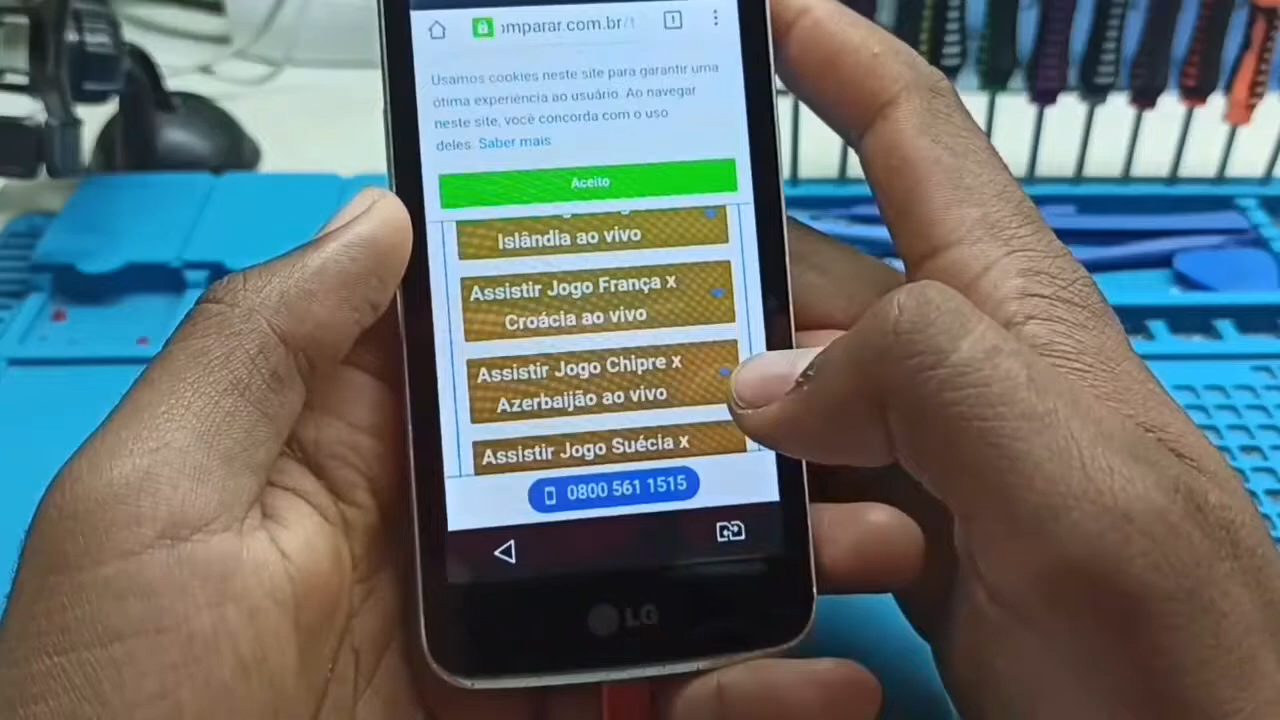 omparar.com.br/t
Usamos cookies neste site para garantir uma
ótima experiência ao usuário. Ao navegar
neste site, você concorda com o uso
deles. Saber mais
Aceito
Islândia ao vivo
Assistir Jogo França x
Croácia ao vivo
Assistir Jogo Chipre x
Azerbaijão ao vivo
Assistir Jogo Suécia x
0800 561 1515
LG